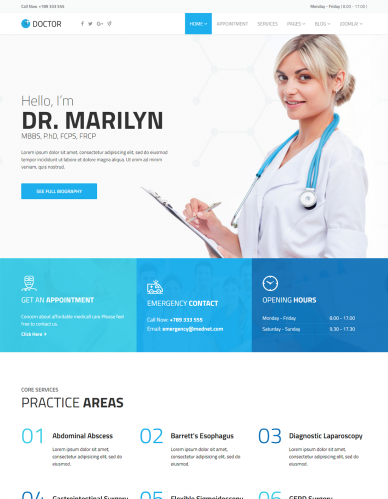 Call Now: +789 333 555
Monday - Friday (8.00 - 17.00)
DOCTOR
HOME
APPOINTMENT
SERVICES
PAGES
BLOG
JOOMLA!
Hello, I'm
DR. MARILYN
MBBS, P.hD, FCPS, FRCP
Lorem ipsum dolor sit amet, consectetur adipiscing elit, sed do eiusmod
tempor incididunt ut labore et dolore magna aliqua. Ut enim ad minim
veniam, quis nostrud.
SEE FULL BIOGRAPHY
GET AN APPOINTMENT
Concern about affordable medical care Please feel
free to contact us.
Click Here +
EMERGENCY CONTACT
Call Now: +789 333 555
Email: emergency@mednet.com
OPENING HOURS
Monday - Friday
8.00 - 17.00
Saturday - Sunday
9.30 - 17.30
CORE SERVICES
PRACTICE AREAS
01 Abdominal Abscess
Lorem ipsum dolor sit amet,
consectetur adipiscing elit, sed do
eiusmod.
02 Barrett's Esophagus
Lorem ipsum dolor sit amet,
consectetur adipiscing elit, sed do
eiusmod.
03 Diagnostic Laparoscopy
Lorem ipsum dolor sit amet,
consectetur adipiscing elit, sed do
eiusmod.
04 Gastrointestinal Surgery
05 Flexible Sigmoidoscopy
06 GERD Surgery